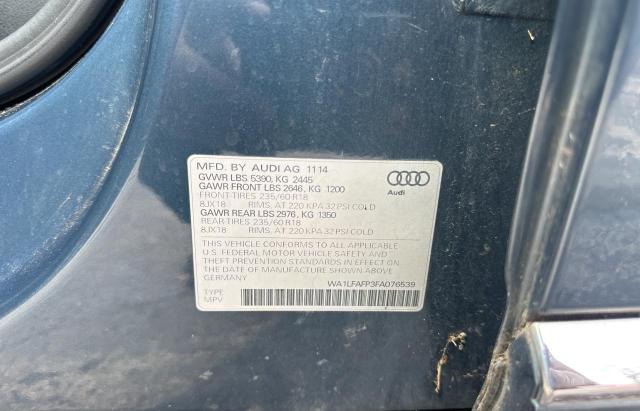 MFD. BY AUDI AG 11 14
GVWR LBS 5390, KG 2445
GAWR FRONT LBS 2646, KG 1200
FRONT-TIRES 235/60 R18
8JX18 RIMS, AT 220 KPA 32 PSI COLD
GAWR REAR LBS 2976, KG 1350
REAR-TIRES 235/60 R18
8JX18 RIMS, AT 220 KPA 32 PSI COLD
THIS VEHICLE CONFORMS TO ALL APPLICABLE
U.S. FEDERAL MOTOR VEHICLE SAFETY AND
THEFT PREVENTION STANDARDS IN EFFECT ON
THE DATE OF MANUFACTURE SHOWN ABOVE
GERMANY
WA1LFAFP3FA076539
TYPE
MPV
Audi